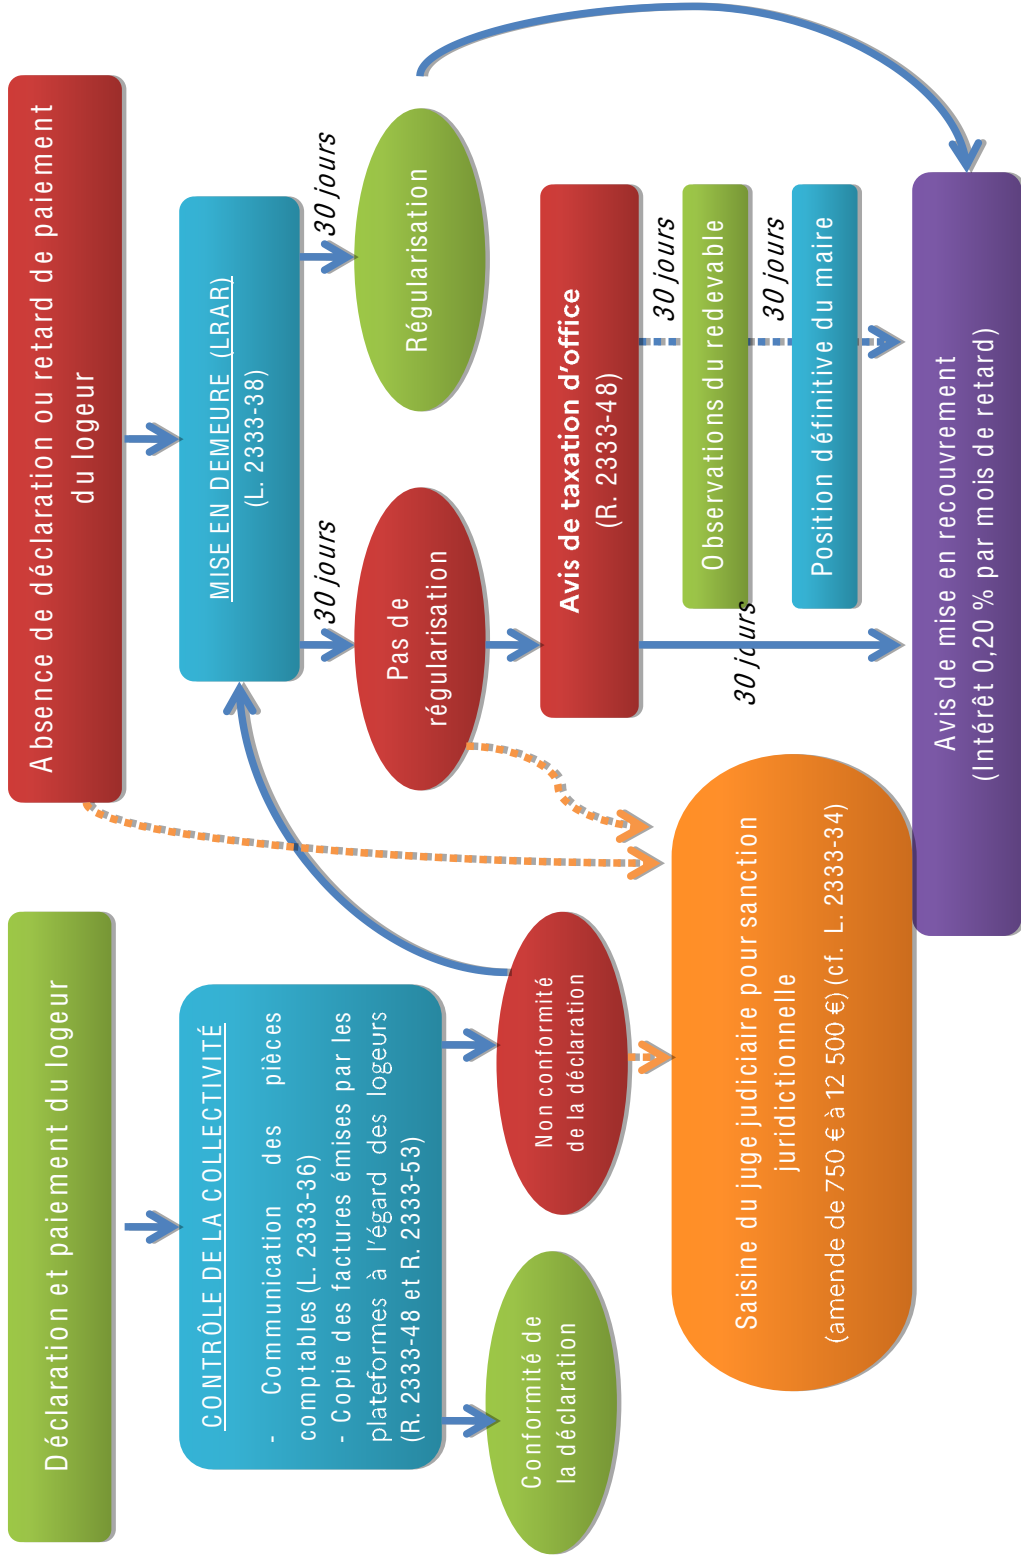 Déclaration et paiement du logeur
CONTRÔLE DE LA COLLECTIVITÉ
- Communication des pièces
comptables (L. 2333-36)
- Copie des factures émises par les
plateformes à l'égard des logeurs
(R. 2333-48 et R. 2333-53)
Conformité de
la déclaration
Non conformité
de la déclaration
Saisine du juge judiciaire pour sanction
juridictionnelle
(amende de 750 € à 12 500 €) (cf. L. 2333-34)
Absence de déclaration ou retard de paiement
du logeur
MISE EN DEMEURE (LRAR)
(L. 2333-38)
30 jours
30 jours
Pas de
régularisation
Régularisation
Avis de taxation d'office
(R. 2333-48)
30 jours
Observations du redevable
30 jours
30 jours
Position définitive du maire
Avis de mise en recouvrement
(Intérêt 0,20 % par mois de retard)